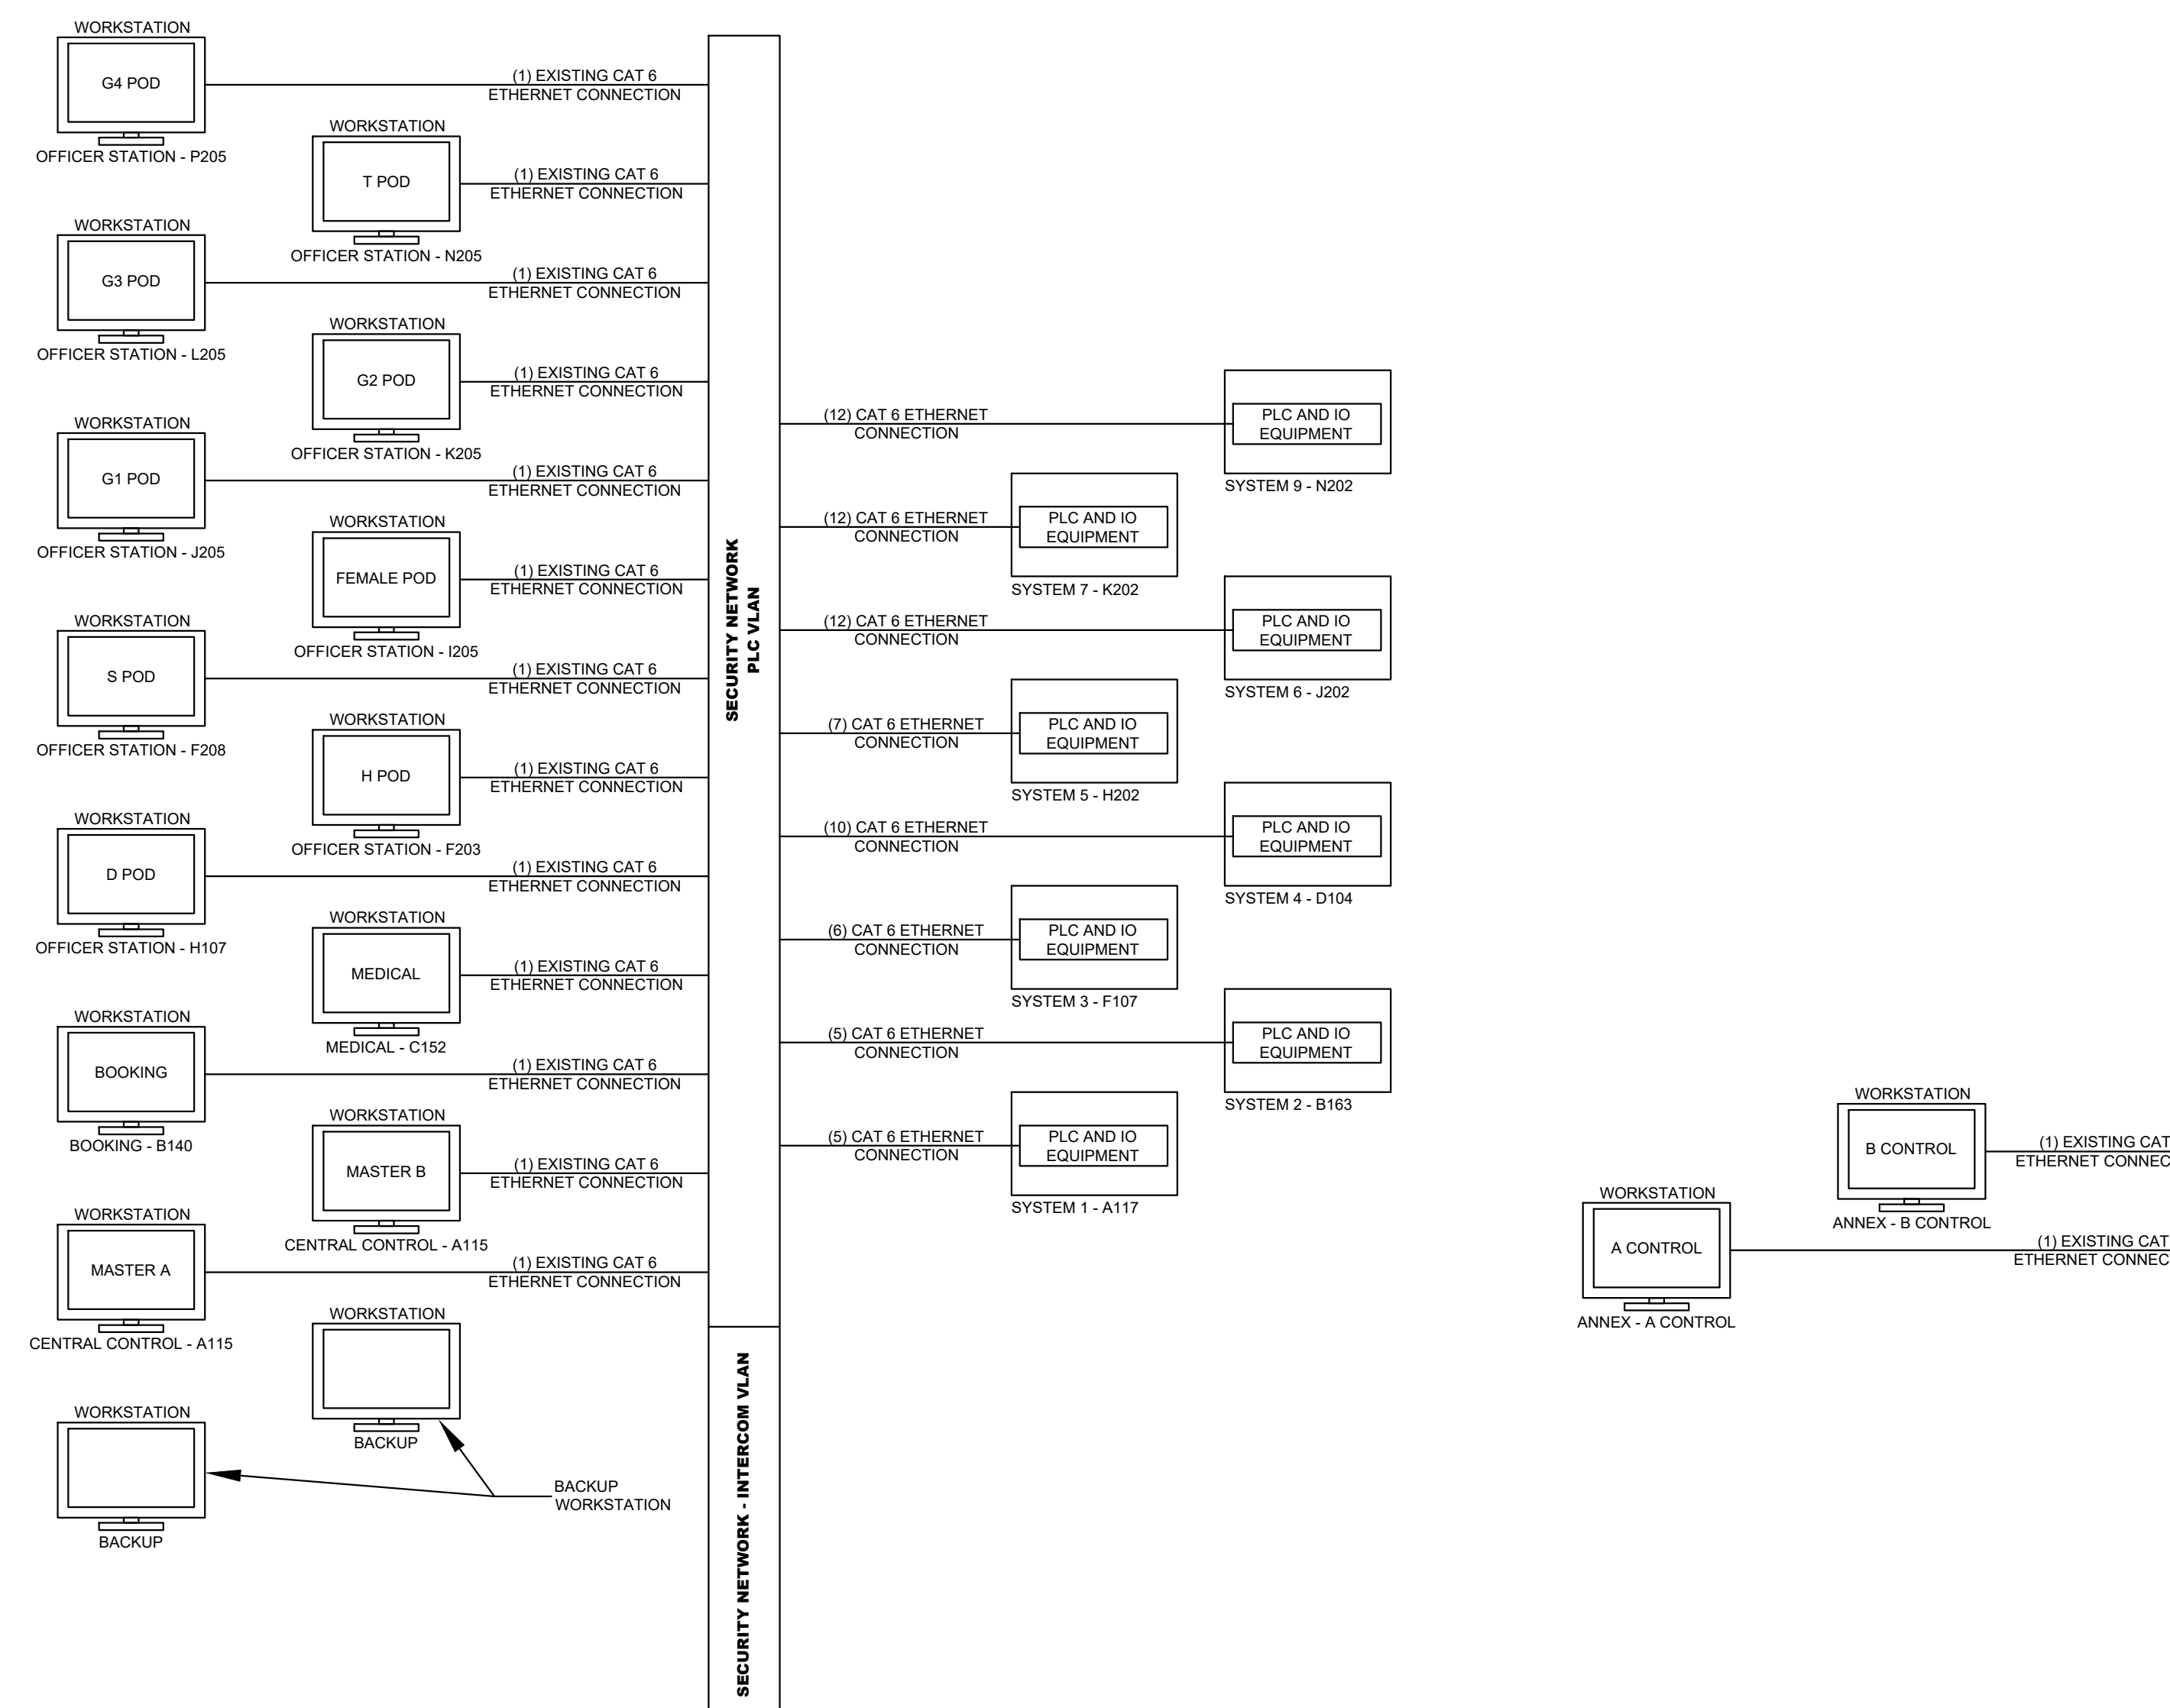 WORKSTATION
G4 POD
OFFICER STATION - P205
(1) EXISTING CAT 6
ETHERNET CONNECTION
WORKSTATION
T POD
OFFICER STATION - N205
(1) EXISTING CAT 6
ETHERNET CONNECTION
WORKSTATION
G3 POD
OFFICER STATION - L205
(1) EXISTING CAT 6
ETHERNET CONNECTION
WORKSTATION
G2 POD
OFFICER STATION - K205
(1) EXISTING CAT 6
ETHERNET CONNECTION
WORKSTATION
G1 POD
OFFICER STATION - J205
(1) EXISTING CAT 6
ETHERNET CONNECTION
WORKSTATION
FEMALE POD
OFFICER STATION - I205
(1) EXISTING CAT 6
ETHERNET CONNECTION
WORKSTATION
S POD
OFFICER STATION - F208
(1) EXISTING CAT 6
ETHERNET CONNECTION
WORKSTATION
H POD
OFFICER STATION - F203
(1) EXISTING CAT 6
ETHERNET CONNECTION
WORKSTATION
D POD
OFFICER STATION - H107
(1) EXISTING CAT 6
ETHERNET CONNECTION
WORKSTATION
MEDICAL
MEDICAL - C152
(1) EXISTING CAT 6
ETHERNET CONNECTION
WORKSTATION
BOOKING
BOOKING - B140
(1) EXISTING CAT 6
ETHERNET CONNECTION
WORKSTATION
MASTER B
CENTRAL CONTROL - A115
(1) EXISTING CAT 6
ETHERNET CONNECTION
WORKSTATION
MASTER A
CENTRAL CONTROL - A115
(1) EXISTING CAT 6
ETHERNET CONNECTION
WORKSTATION
BACKUP
WORKSTATION
BACKUP
BACKUP
WORKSTATION
SECURITY NETWORK
PLC VLAN
SECURITY NETWORK - INTERCOM VLAN
(12) CAT 6 ETHERNET
CONNECTION
PLC AND IO
EQUIPMENT
SYSTEM 9 - N202
(12) CAT 6 ETHERNET
CONNECTION
PLC AND IO
EQUIPMENT
SYSTEM 7 - K202
(12) CAT 6 ETHERNET
CONNECTION
PLC AND IO
EQUIPMENT
SYSTEM 6 - J202
(7) CAT 6 ETHERNET
CONNECTION
PLC AND IO
EQUIPMENT
SYSTEM 5 - H202
(10) CAT 6 ETHERNET
CONNECTION
PLC AND IO
EQUIPMENT
SYSTEM 4 - D104
(6) CAT 6 ETHERNET
CONNECTION
PLC AND IO
EQUIPMENT
SYSTEM 3 - F107
(5) CAT 6 ETHERNET
CONNECTION
PLC AND IO
EQUIPMENT
SYSTEM 2 - B163
(5) CAT 6 ETHERNET
CONNECTION
PLC AND IO
EQUIPMENT
SYSTEM 1 - A117
WORKSTATION
B CONTROL
ANNEX - B CONTROL
(1) EXISTING CAT
ETHERNET CONNEC
WORKSTATION
A CONTROL
ANNEX - A CONTROL
(1) EXISTING CAT
ETHERNET CONNEC